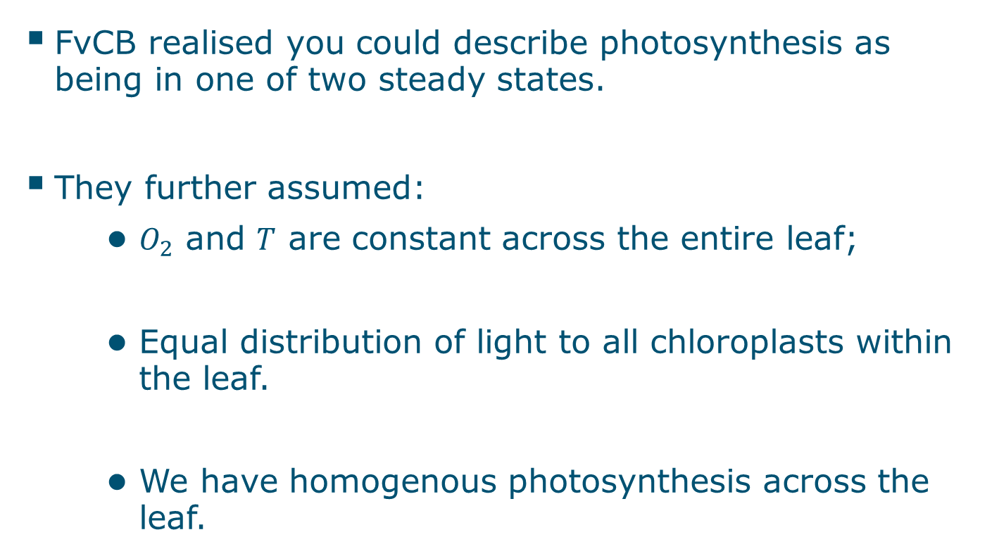 ▪ FvCB realised you could describe photosynthesis as
being in one of two steady states.
▪ They further assumed:
● 𝑂₂ and 𝑇 are constant across the entire leaf;
● Equal distribution of light to all chloroplasts within
the leaf.
● We have homogenous photosynthesis across the
leaf.